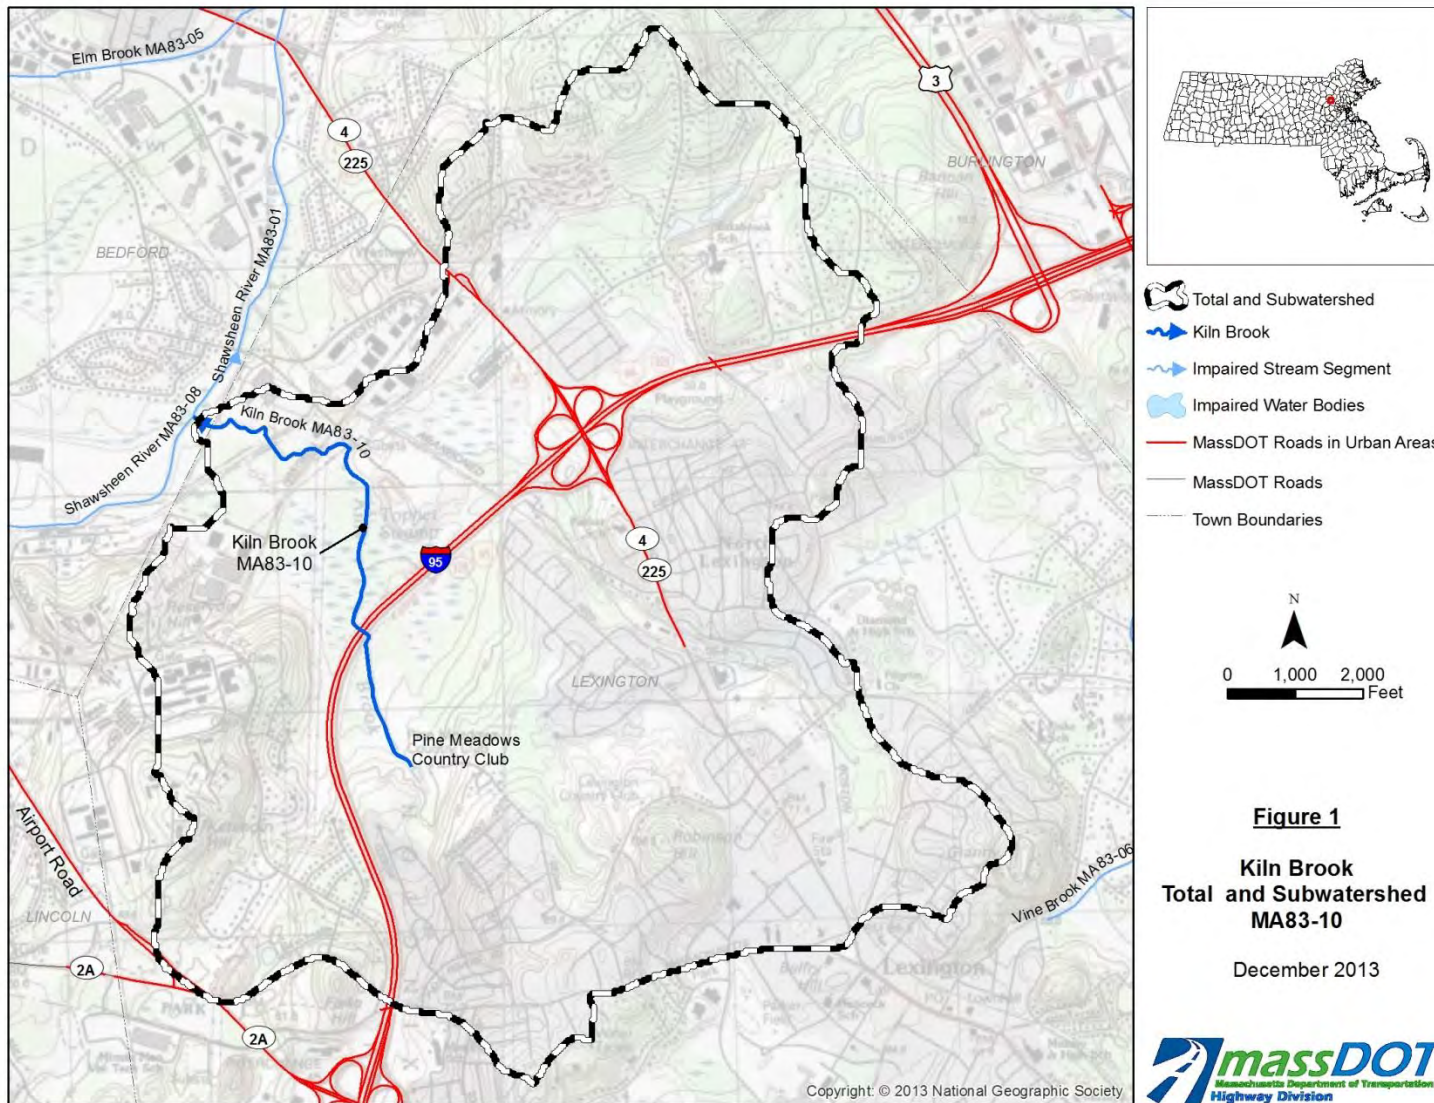 Elm Brook MA83-05
4
225
3
BURLINGTON
BEDFORD
Shawsheen River MA83-01
Shawsheen River MA83-08
Kiln Brook MA83-10
Kiln Brook
MA83-10
95
4
225
North
Lexington
LEXINGTON
Pine Meadows
Country Club
Airport Road
LINCOLN
2A
2A
PARK
Vine Brook MA83-06
Lexington
Copyright: © 2013 National Geographic Society
Total and Subwatershed
Kiln Brook
Impaired Stream Segment
Impaired Water Bodies
MassDOT Roads in Urban Areas
MassDOT Roads
Town Boundaries
N
0 1,000 2,000
Feet
Figure 1
Kiln Brook
Total and Subwatershed
MA83-10
December 2013
massDOT
Massachusetts Department of Transportation
Highway Division